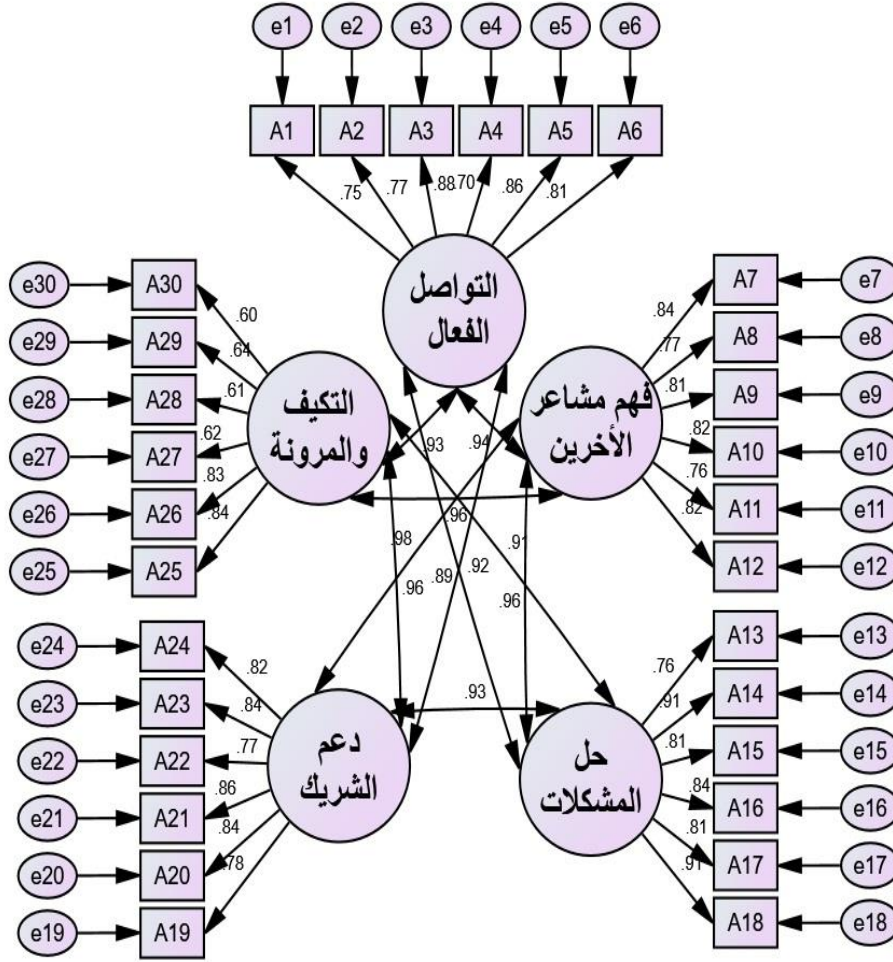 e1 e2 e3 e4 e5 e6
A1 A2 A3 A4 A5 A6
.75 .77 .88 .70 .86 .81
التواصل
الفعال
e30 A30 .60
e29 A29 .64
e28 A28 .61
e27 A27 .62
e26 A26 .83
e25 A25 .84
التكيف
والمرونة
فهم مشاعر
الأخرين
.84 A7 e7
.77 A8 e8
.81 A9 e9
.82 A10 e10
.76 A11 e11
.82 A12 e12
.93 .94
.96
.98 .91
.96 .89 .92 .96
.93
e24 A24 .82
e23 A23 .84
e22 A22 .77
e21 A21 .86
e20 A20 .84
e19 A19 .78
دعم
الشريك
حل
المشكلات
.76 A13 e13
.91 A14 e14
.81 A15 e15
.84 A16 e16
.81 A17 e17
.91 A18 e18